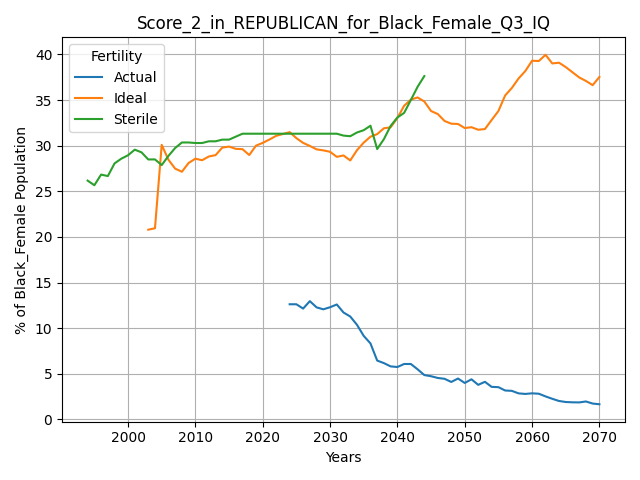 Score_2_in_REPUBLICAN_for_Black_Female_Q3_IQ
Fertility
Actual
Ideal
Sterile
% of Black_Female Population
40
35
30
25
20
15
10
5
0
2000 2010 2020 2030 2040 2050 2060 2070
Years